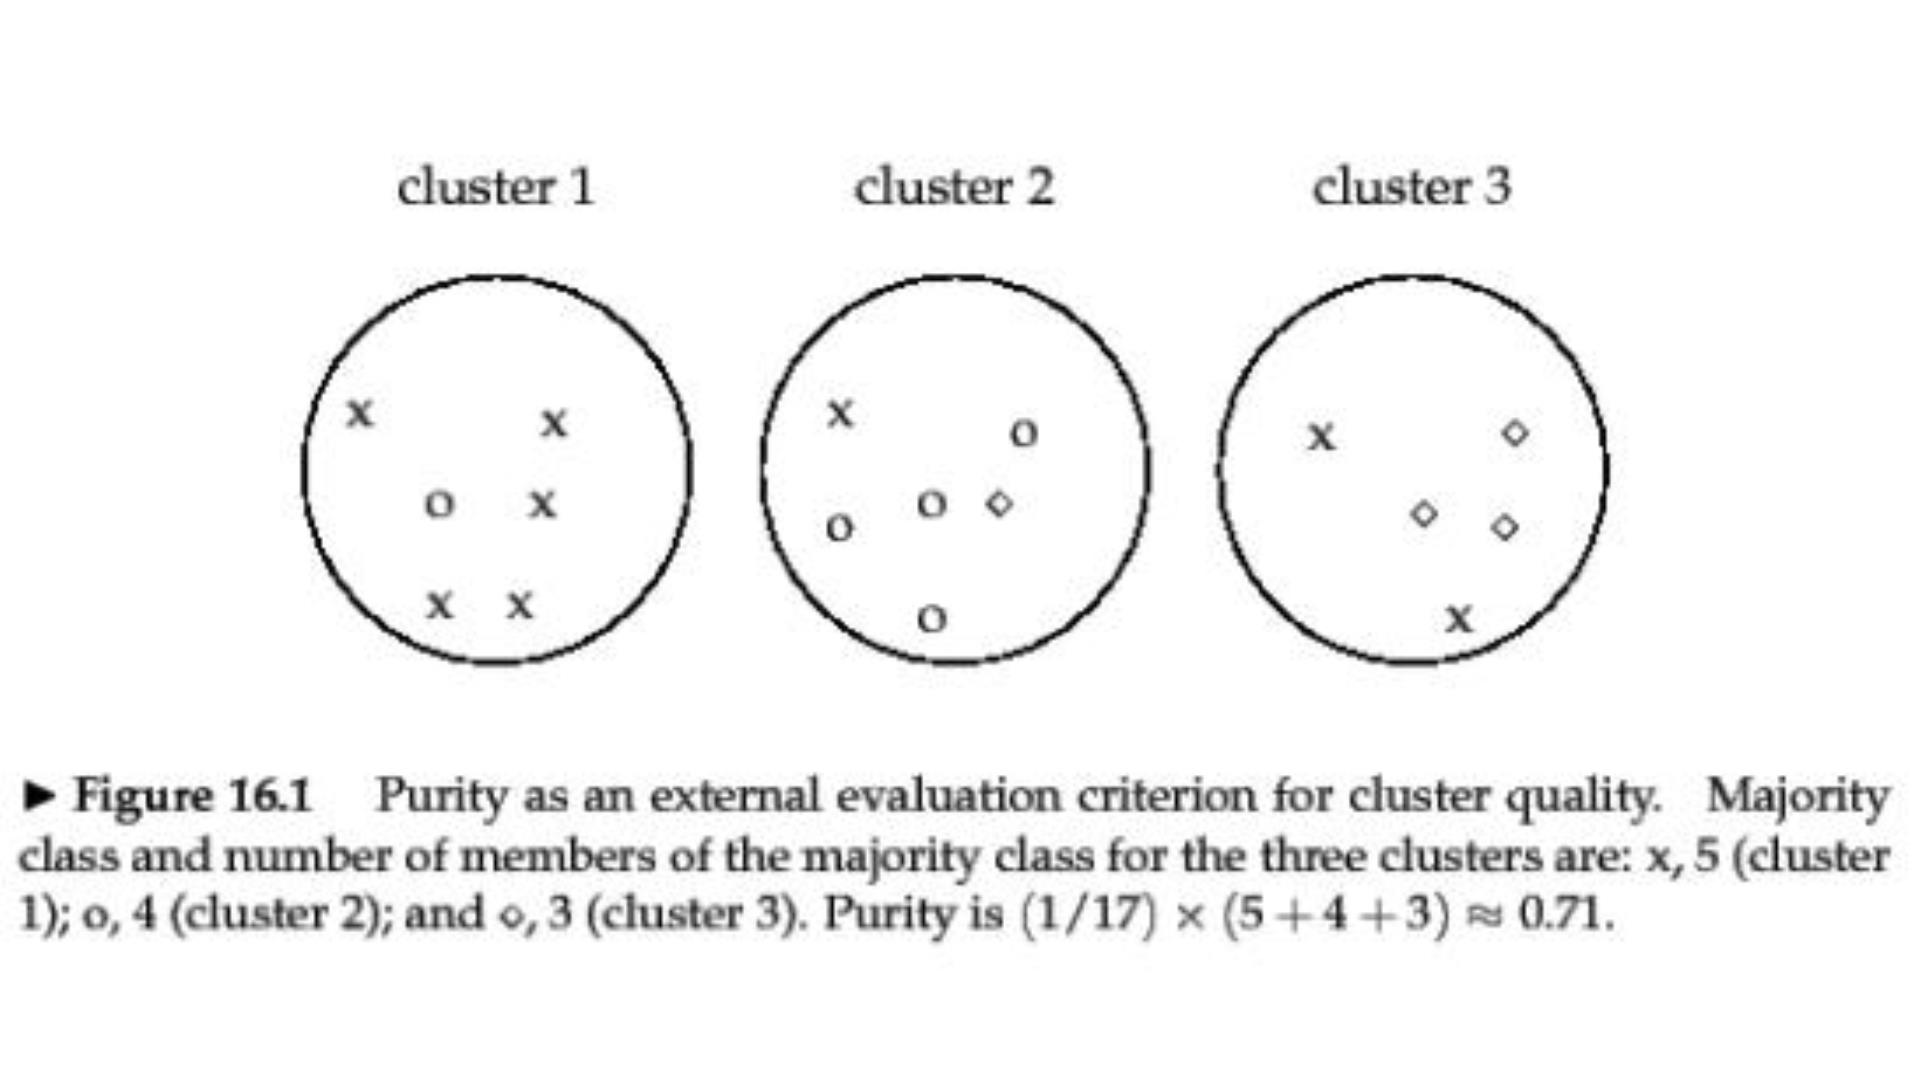 cluster 1 cluster 2 cluster 3
x x x o x ◇
o x o o ◇ ◇ ◇
x x o x
► Figure 16.1 Purity as an external evaluation criterion for cluster quality. Majority
class and number of members of the majority class for the three clusters are: x, 5 (cluster
1); o, 4 (cluster 2); and ⋄, 3 (cluster 3). Purity is (1/17) × (5 + 4 + 3) ≈ 0.71.